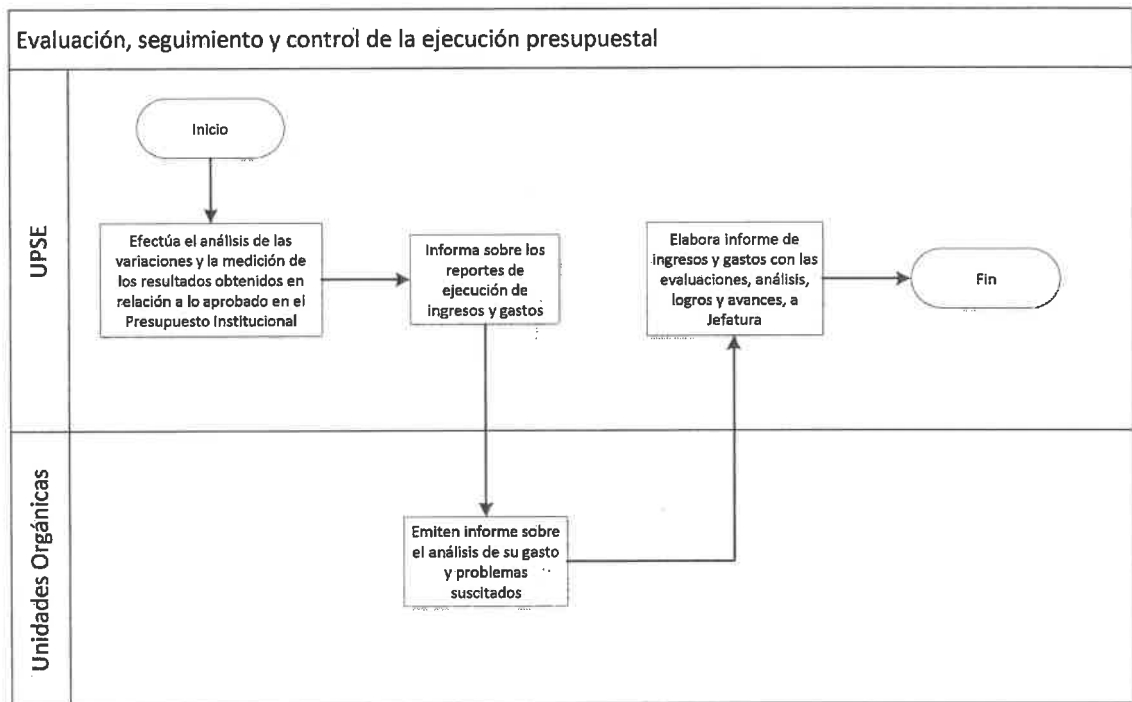 Evaluación, seguimiento y control de la ejecución presupuestal
UPSE
Inicio
Efectúa el análisis de las
variaciones y la medición de
los resultados obtenidos en
relación a lo aprobado en el
Presupuesto Institucional
Informa sobre los
reportes de
ejecución de
ingresos y gastos
Elabora informe de
ingresos y gastos con las
evaluaciones, análisis,
logros y avances, a
Jefatura
Fin
Unidades Orgánicas
Emiten informe sobre
el análisis de su gasto
y problemas
suscitados